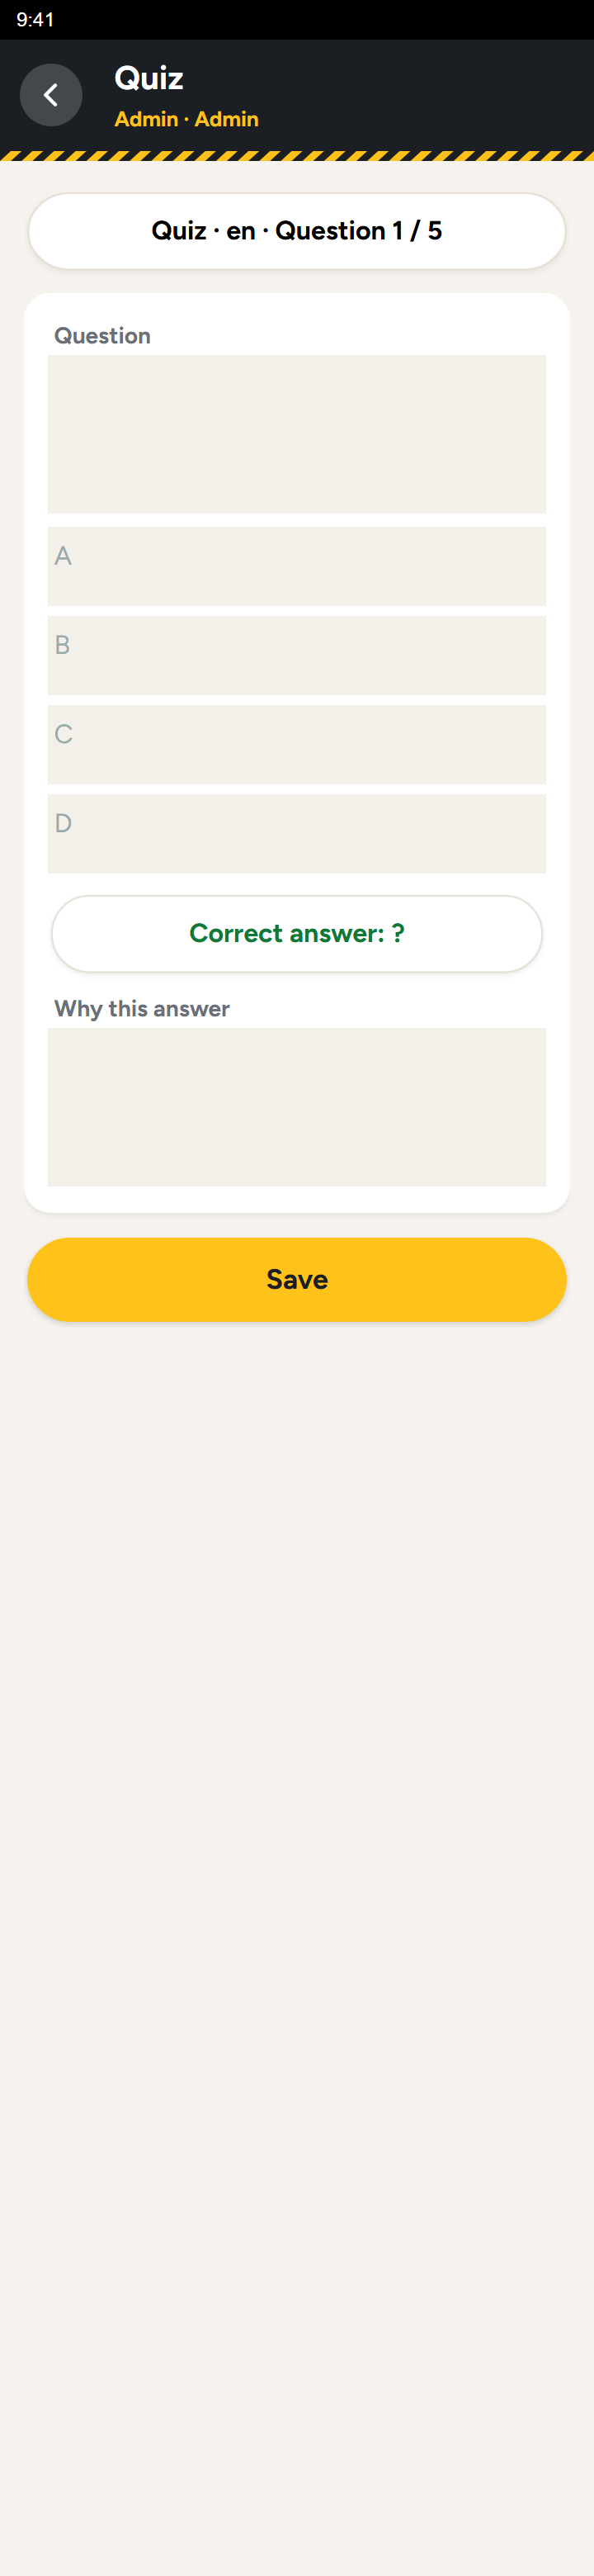 9:41
Quiz
Admin · Admin
Quiz · en · Question 1 / 5
Question
A
B
C
D
Correct answer: ?
Why this answer
Save